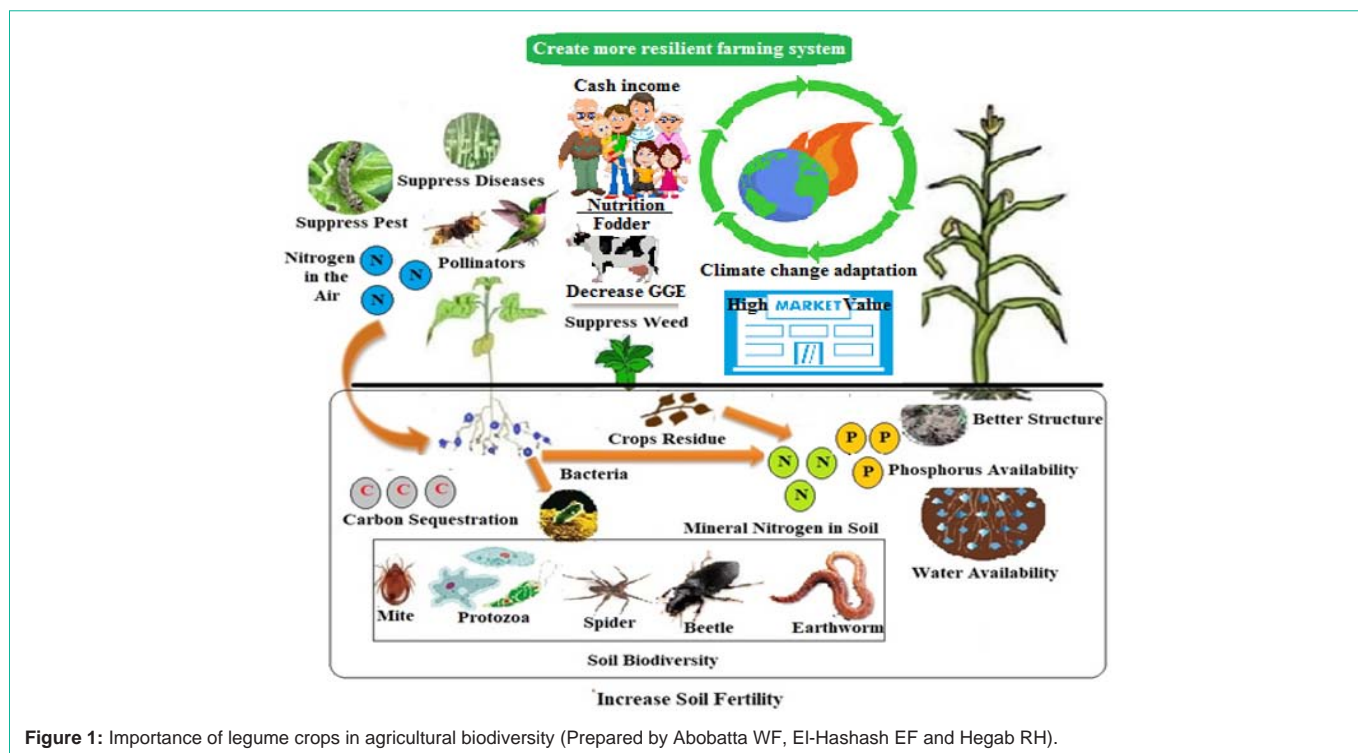 Create more resilient farming system
Cash income
Suppress Diseases
Suppress Pest
Nutrition
Fodder
Nitrogen
in the
Air
N
N
N
Pollinators
Climate change adaptation
Decrease GGE
High MARKET Value
Suppress Weed
Better Structure
Crops Residue
P P
P
Phosphorus Availability
Bacteria
N N
N
C C C
Carbon Sequestration
Mineral Nitrogen in Soil
Water Availability
Mite
Protozoa
Spider
Beetle
Earthworm
Soil Biodiversity
Increase Soil Fertility
Figure 1: Importance of legume crops in agricultural biodiversity (Prepared by Abobatta WF, El-Hashash EF and Hegab RH).